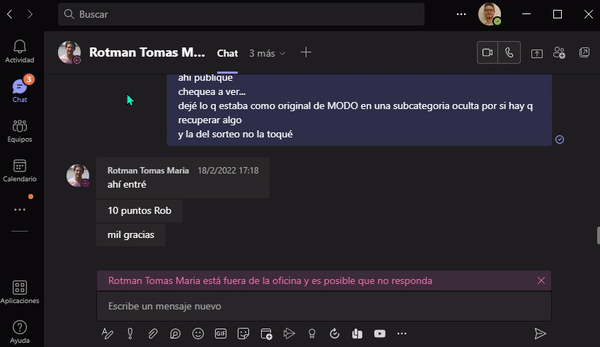 Buscar
Rotman Tomas M...
Chat
3 más
Actividad
3
Chat
Equipos
Calendario
Aplicaciones
Ayuda
ahí publiqué
chequea a ver...
dejé lo q estaba como original de MODO en una subcategoria oculta por si hay q
recuperar algo
y la del sorteo no la toqué
Rotman Tomas Maria 18/2/2022 17:18
ahí entré
10 puntos Rob
mil gracias
Rotman Tomas Maria está fuera de la oficina y es posible que no responda
Escribe un mensaje nuevo
GIF